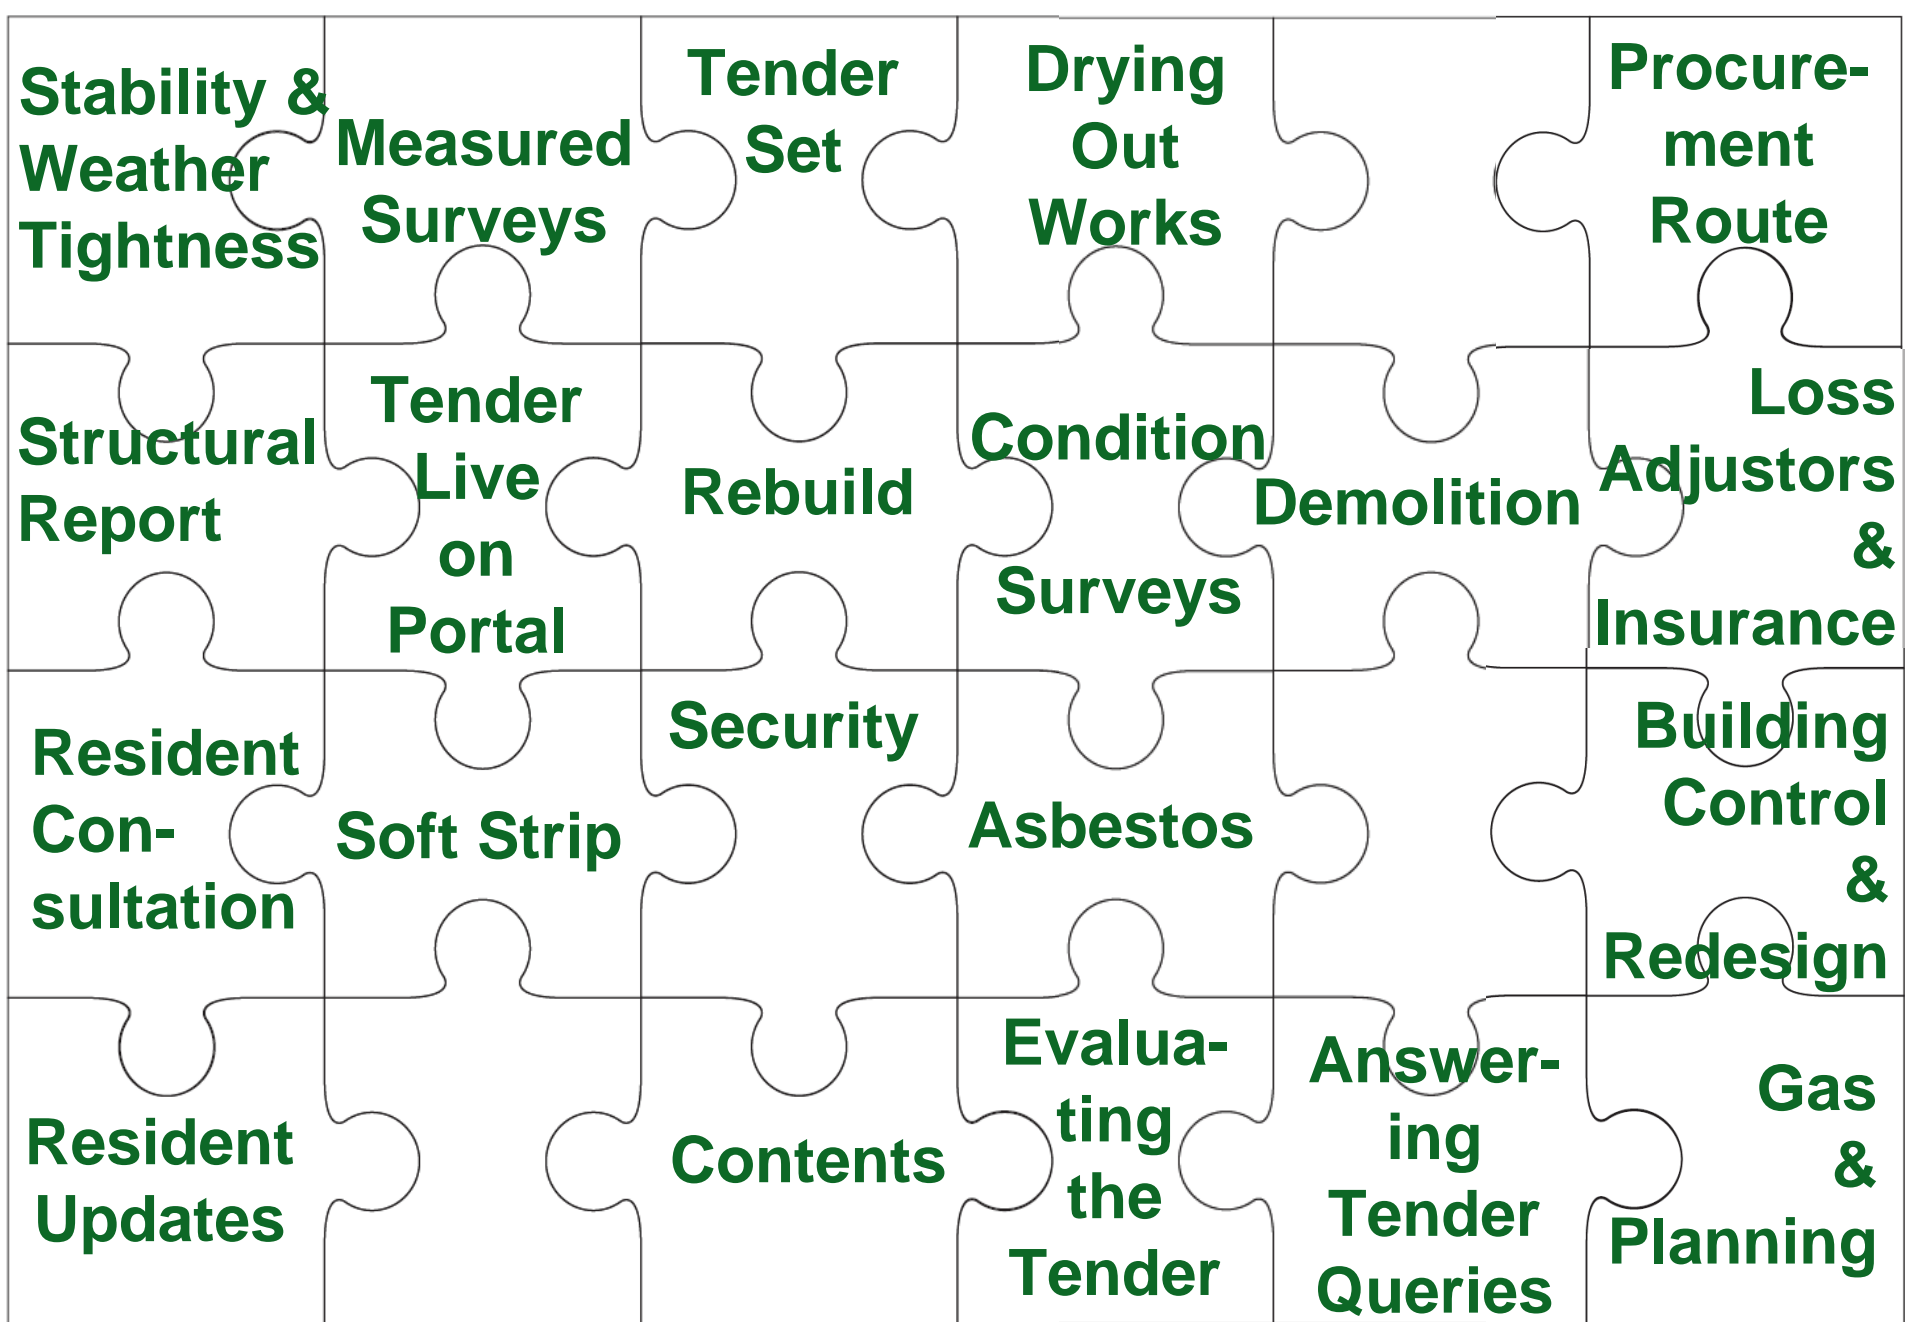 Stability &
Weather
Tightness
Measured
Surveys
Tender
Set
Drying
Out
Works
Procure-
ment
Route
Structural
Report
Tender
Live
on
Portal
Rebuild
Condition
Surveys
Demolition
Loss
Adjustors
&
Insurance
Resident
Con-
sultation
Soft Strip
Security
Asbestos
Building
Control
&
Redesign
Resident
Updates
Contents
Evalua-
ting
the
Tender
Answer-
ing
Tender
Queries
Gas
&
Planning